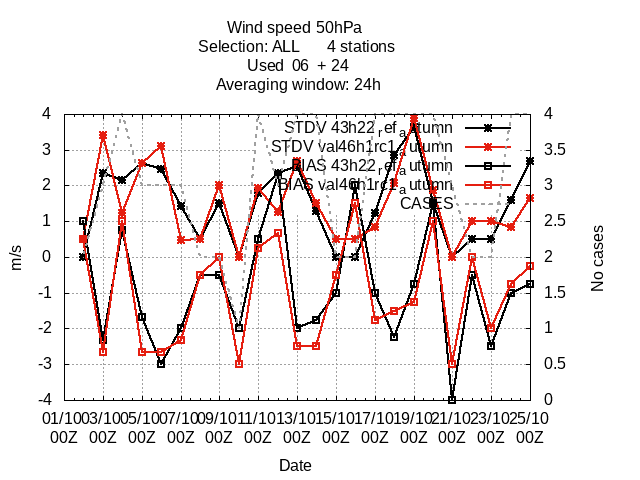 Wind speed 50hPa
Selection: ALL 4 stations
Used 06 + 24
Averaging window: 24h
STDV 43h22_ref_autumn
STDV val46h1rc1_autumn
BIAS 43h22_ref_autumn
BIAS val46h1rc1_autumn
CASES
4
3
2
1
0
-1
-2
-3
-4
m/s
4
3.5
3
2.5
2
1.5
1
0.5
0
No cases
01/10 03/10 05/10 07/10 09/10 11/10 13/10 15/10 17/10 19/10 21/10 23/10 25/10
00Z 00Z 00Z 00Z 00Z 00Z 00Z 00Z 00Z 00Z 00Z 00Z 00Z
Date